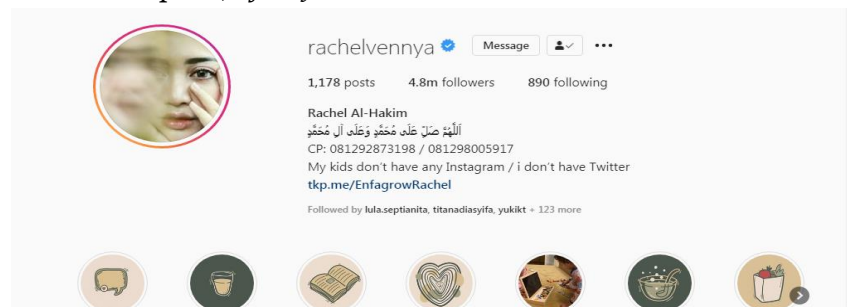 rachelvennya Message
1,178 posts 4.8m followers 890 following
Rachel Al-Hakim
اَللّٰهُمَّ صَلِّ عَلَى مُحَمَّدٍ وَعَلَى آلِ مُحَمَّدٍ
CP: 081292873198 / 081298005917
My kids don't have any Instagram / i don't have Twitter
tkp.me/EnfagrowRachel
Followed by lula.septianita, titanadiasyifa, yukikt + 123 more